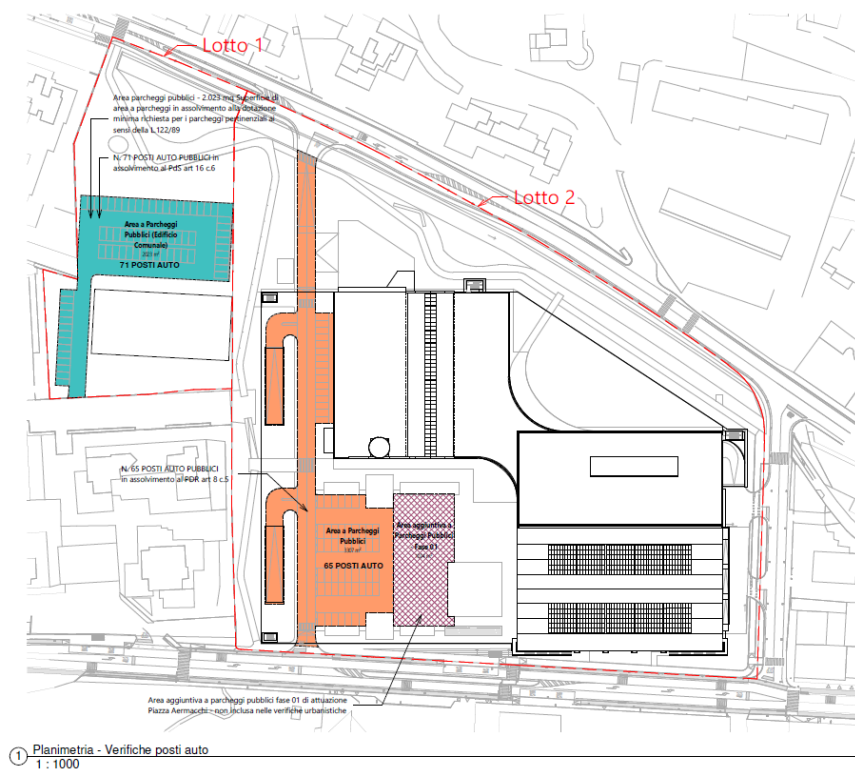 Lotto 1
Area parcheggi pubblici - 2.023 mq Superfine di
area a parcheggi in assolvimento alla dotazione
minima richiesta per i parcheggi pertinenziali ai
sensi della L.122/89
N. 71 POSTI AUTO PUBBLICI in
assolvimento al PdS art 16 c.6
Lotto 2
Area a Parcheggi
Pubblici (Edificio
Comunale)
71 POSTI AUTO
N. 65 POSTI AUTO PUBBLICI
in assolvimento al PDR art 8 c.5
Area a Parcheggi
Pubblici
65 POSTI AUTO
Area aggiuntiva a
Parcheggi Pubblici
Fase 01
Area aggiuntiva a parcheggi pubblici fase 01 di attuazione
Piazza Aermacchi - non inclusa nelle verifiche urbanistiche
1 Planimetria - Verifiche posti auto
1 : 1000